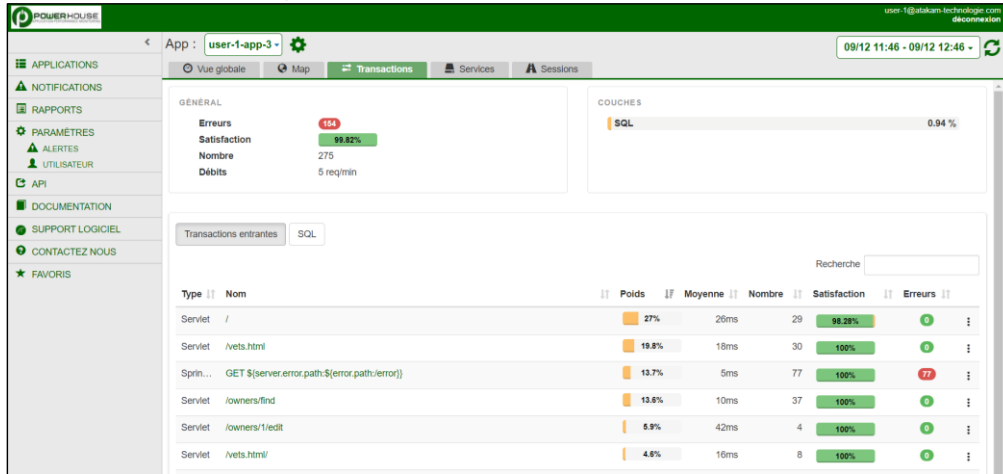 POWERHOUSE
user-1@atakam-technologie.com
déconnexion
App : user-1-app-3
09/12 11:46 - 09/12 12:46
APPLICATIONS
NOTIFICATIONS
RAPPORTS
PARAMÈTRES
ALERTES
UTILISATEUR
API
DOCUMENTATION
SUPPORT LOGICIEL
CONTACTEZ NOUS
FAVORIS
Vue globale Map Transactions Services Sessions
GÉNÉRAL
Erreurs 154
Satisfaction 99.82%
Nombre 275
Débits 5 req/min
COUCHES
SQL 0.94 %
Transactions entrantes SQL
Recherche
Type Nom Poids Moyenne Nombre Satisfaction Erreurs
Servlet / 27% 26ms 29 98.28% 0
Servlet /vets.html 19.8% 18ms 30 100% 0
Sprin... GET ${server.error.path:${error.path:/error}} 13.7% 5ms 77 100% 77
Servlet /owners/find 13.6% 10ms 37 100% 0
Servlet /owners/1/edit 5.9% 42ms 4 100% 0
Servlet /vets.html/ 4.6% 16ms 8 100% 0